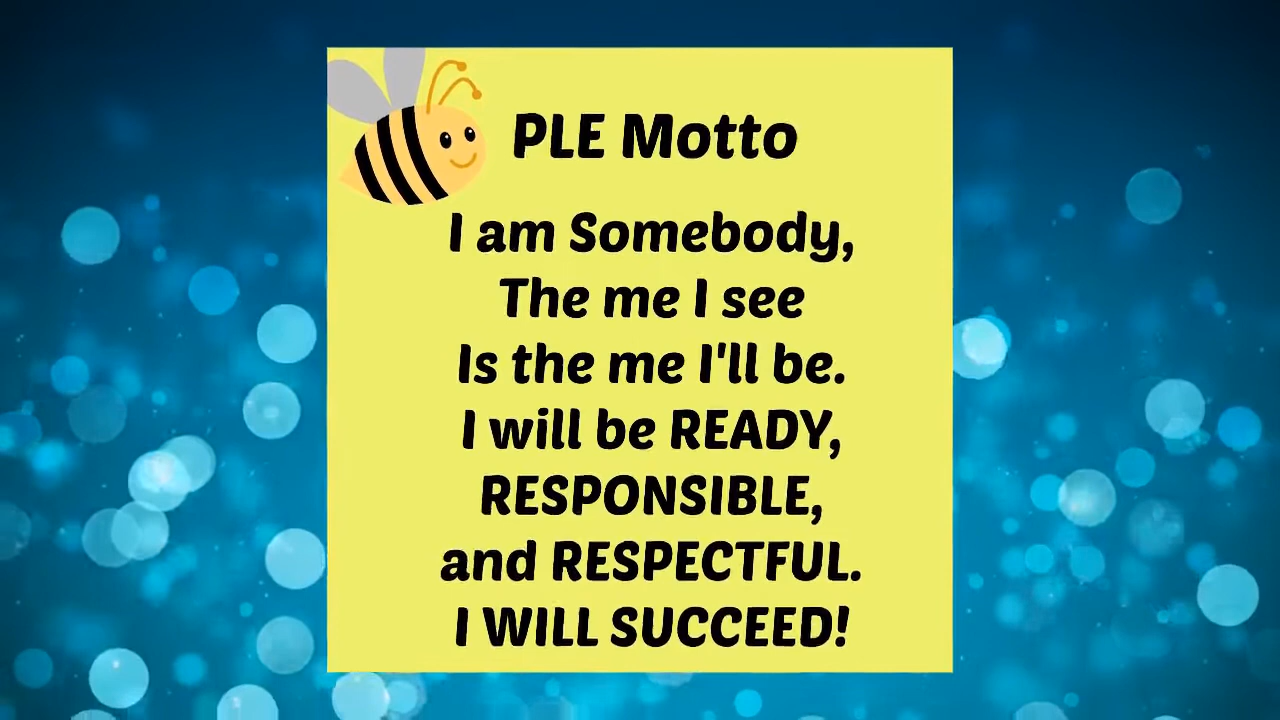 PLE Motto
I am Somebody,
The me I see
Is the me I'll be.
I will be READY,
RESPONSIBLE,
and RESPECTFUL.
I WILL SUCCEED!